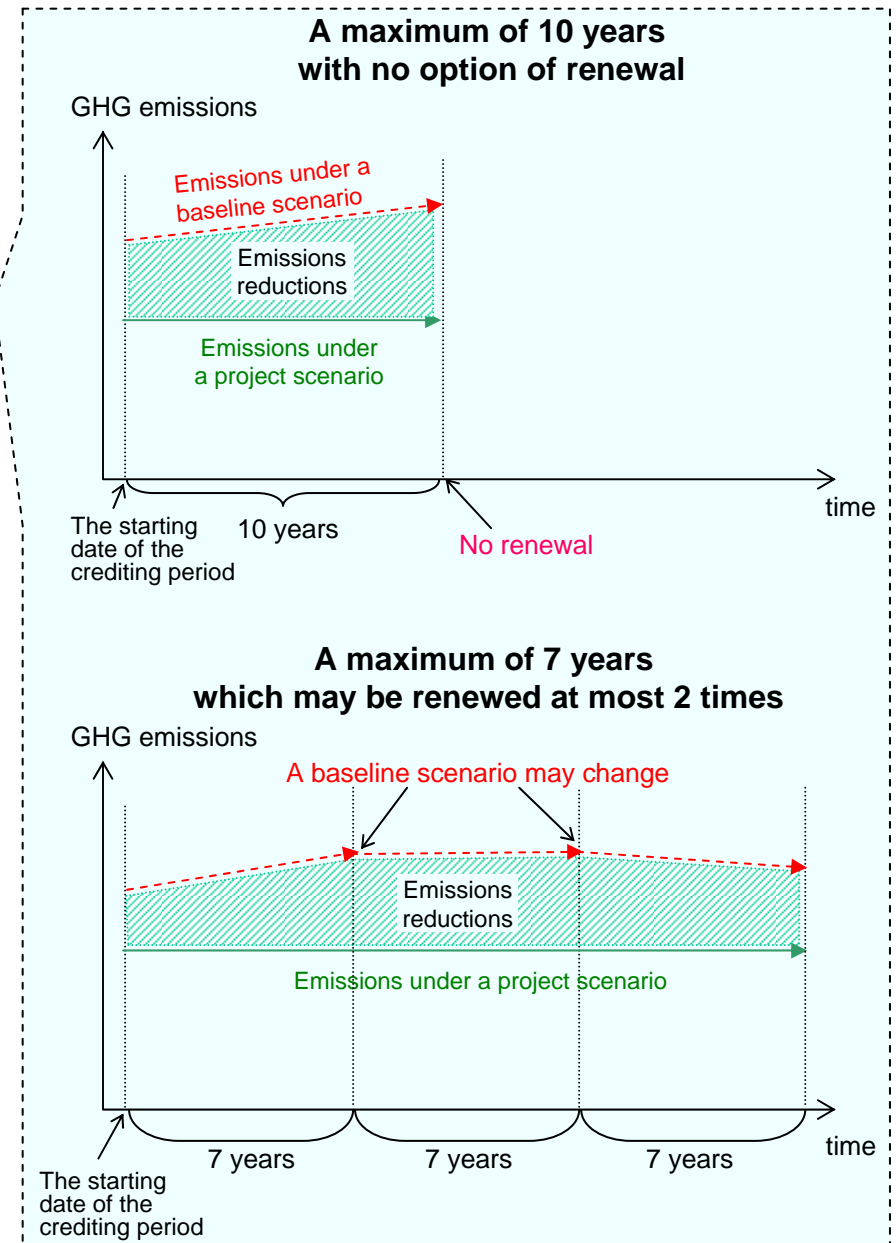 A maximum of 10 years
with no option of renewal
GHG emissions
Emissions under a
baseline scenario
Emissions
reductions
Emissions under
a project scenario
time
The starting
date of the
crediting period
10 years
No renewal
A maximum of 7 years
which may be renewed at most 2 times
GHG emissions
A baseline scenario may change
Emissions
reductions
Emissions under a project scenario
time
7 years
7 years
7 years
The starting
date of the
crediting period